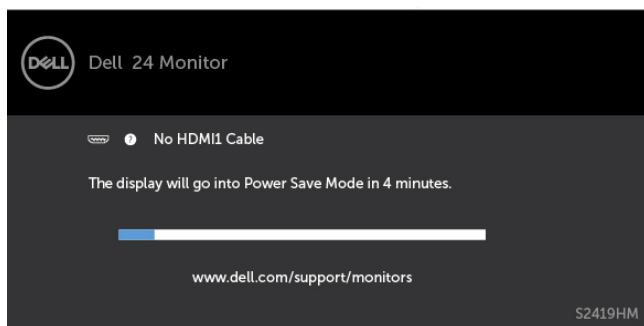 DELL
Dell 24 Monitor
? No HDMI1 Cable
The display will go into Power Save Mode in 4 minutes.
www.dell.com/support/monitors
S2419HM